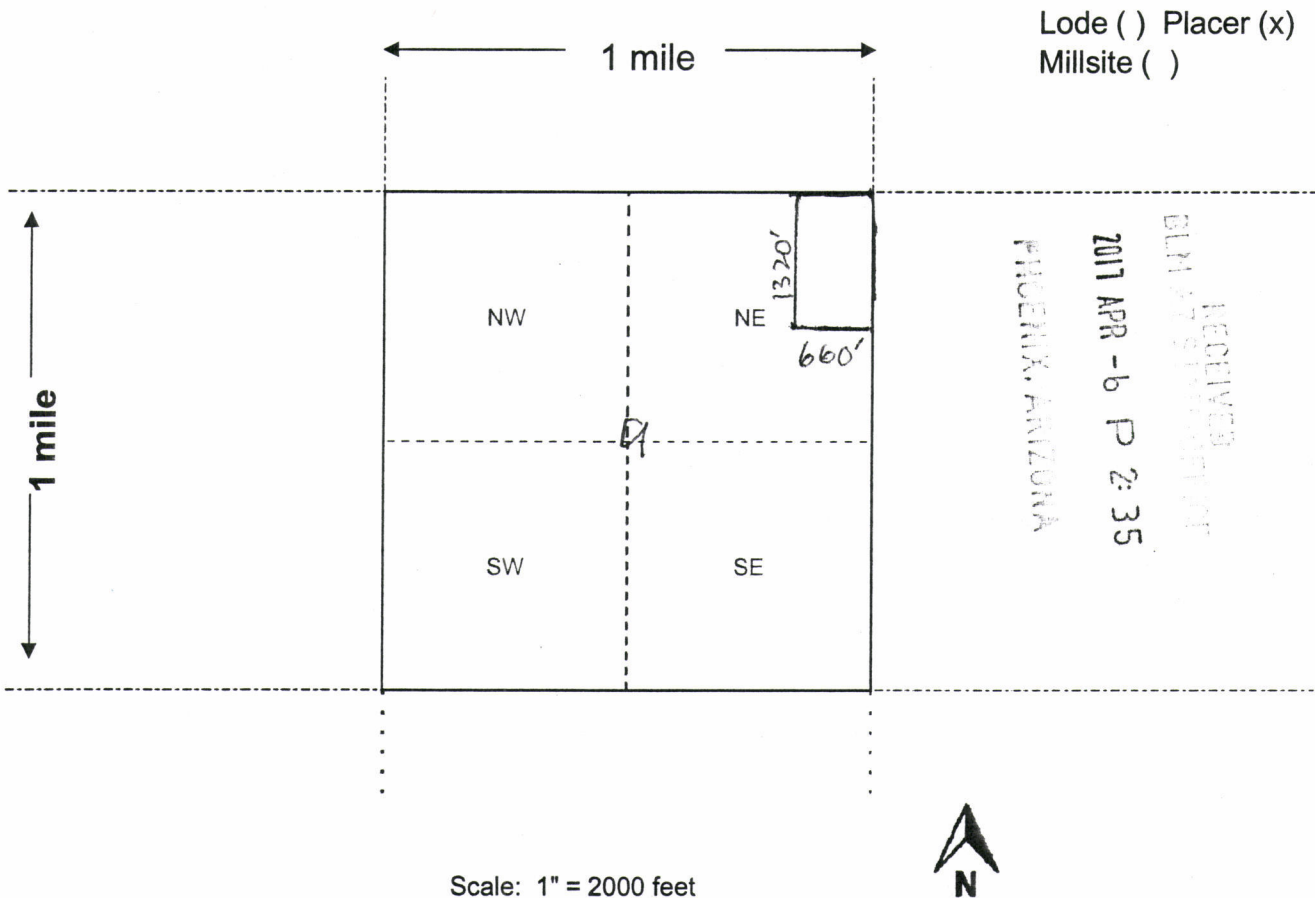 Lode ( ) Placer (x)
Millsite ( )
1 mile
1 mile
NW
NE
1320'
660'
SW
SE
RECEIVED
BLM
2017 APR -6 P 2:35
PHOENIX, ARIZONA
Scale: 1" = 2000 feet
N